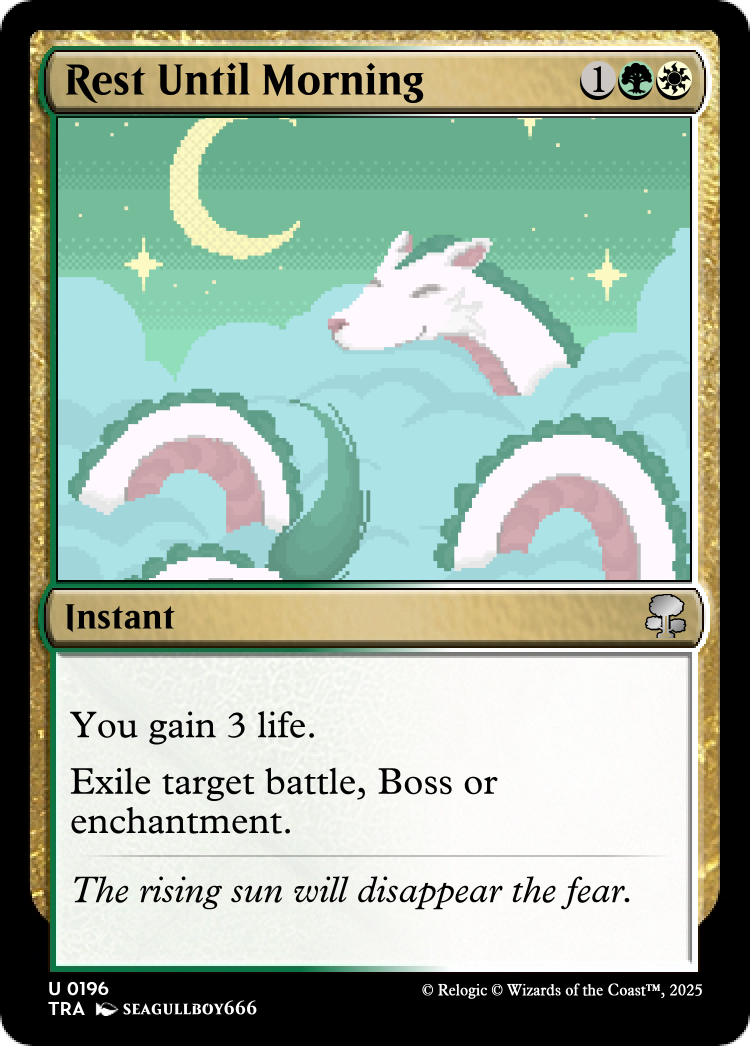 Rest Until Morning 1
Instant
You gain 3 life.
Exile target battle, Boss or
enchantment.
The rising sun will disappear the fear.
U 0196
TRA SEAGULLBOY666
© Relogic © Wizards of the Coast™, 2025